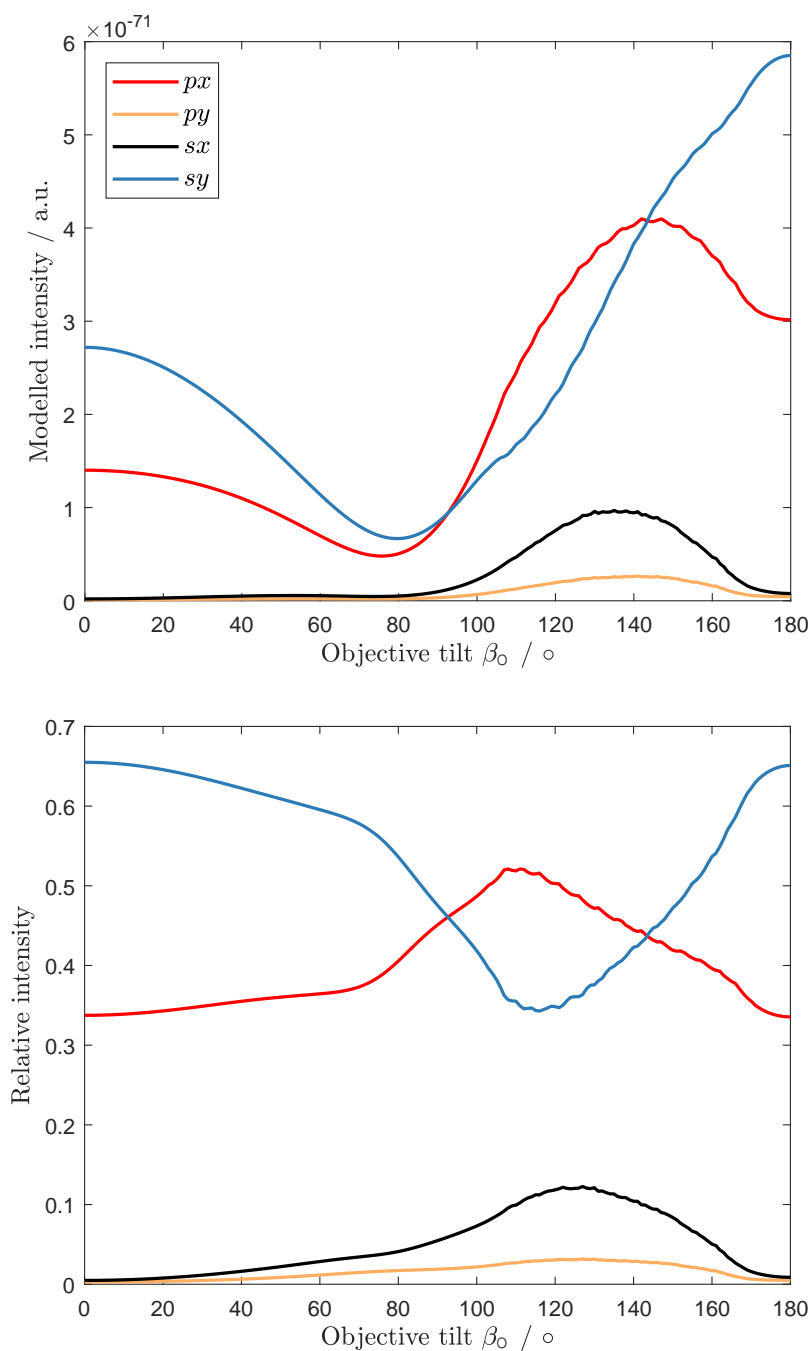 ×10⁻⁷¹
6
5
4
3
2
1
0
Modelled intensity / a.u.
px
py
sx
sy
0 20 40 60 80 100 120 140 160 180
Objective tilt βₒ / ∘
0.7
0.6
0.5
0.4
0.3
0.2
0.1
0
Relative intensity
0 20 40 60 80 100 120 140 160 180
Objective tilt βₒ / ∘